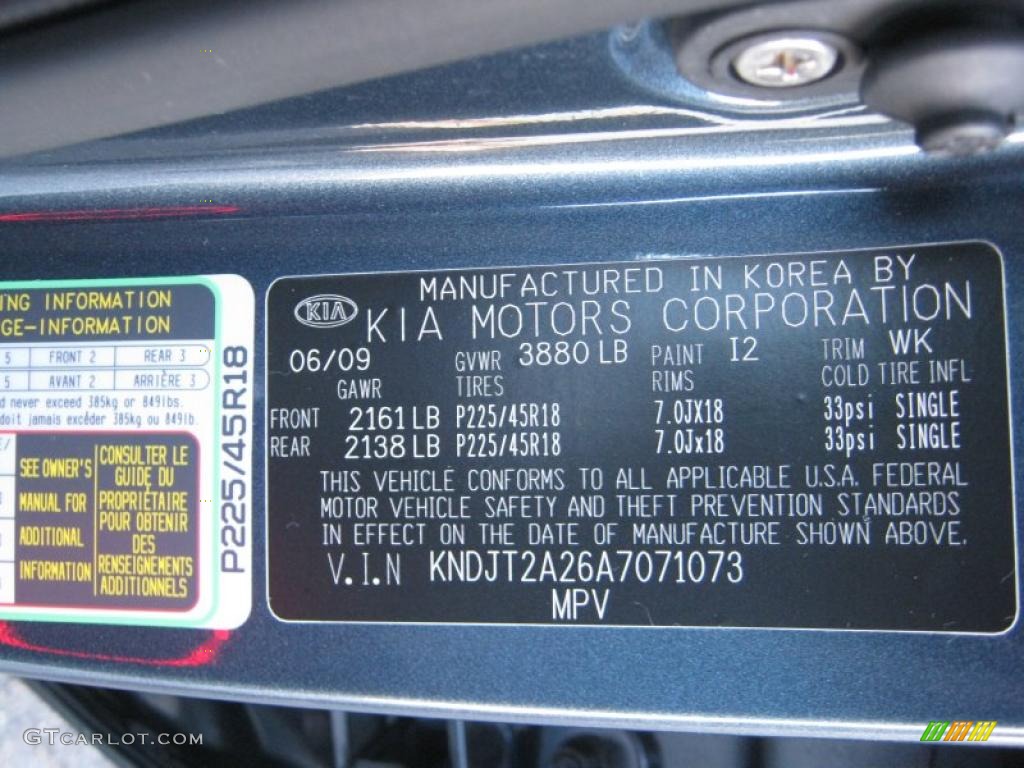 NG INFORMATION
GE-INFORMATION
5 FRONT 2 REAR 3
5 AVANT 2 ARRIÈRE 3
d never exceed 385kg or 849lbs.
doit jamais excéder 385kg ou 849lb.
SEE OWNER'S
MANUAL FOR
ADDITIONAL
INFORMATION
CONSULTER LE
GUIDE DU
PROPRIÉTAIRE
POUR OBTENIR
DES
RENSEIGNEMENTS
ADDITIONNELS
P225/45R18
MANUFACTURED IN KOREA BY
KIA KIA MOTORS CORPORATION
06/09 GVWR 3880 LB PAINT I2 TRIM WK
GAWR TIRES RIMS COLD TIRE INFL
FRONT 2161 LB P225/45R18 7.0JX18 33psi SINGLE
REAR 2138 LB P225/45R18 7.0Jx18 33psi SINGLE
THIS VEHICLE CONFORMS TO ALL APPLICABLE U.S.A. FEDERAL
MOTOR VEHICLE SAFETY AND THEFT PREVENTION STANDARDS
IN EFFECT ON THE DATE OF MANUFACTURE SHOWN ABOVE.
V.I.N KNDJT2A26A7071073
MPV
GTCARLOT.COM